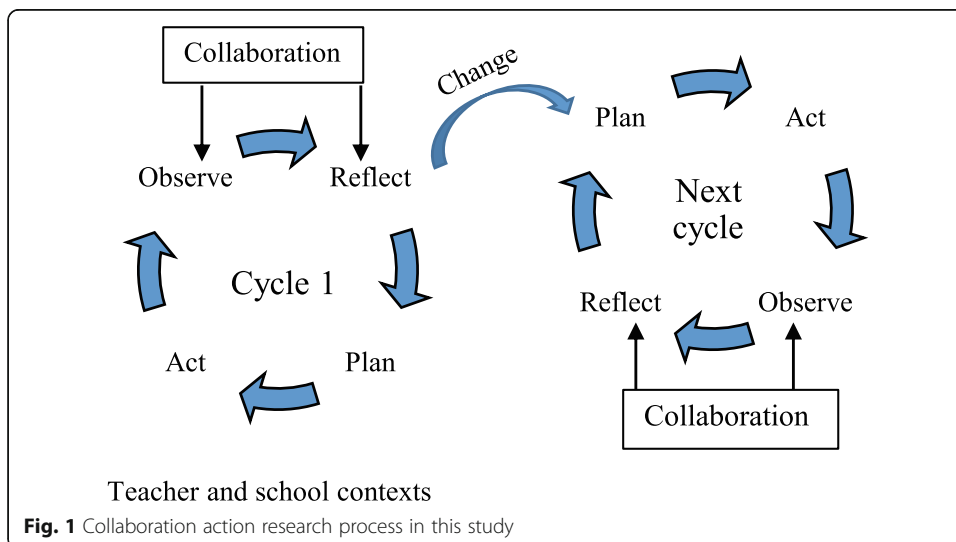 Collaboration
Change
Plan
Act
Observe
Reflect
Next
cycle
Cycle 1
Reflect
Observe
Act
Plan
Collaboration
Teacher and school contexts
Fig. 1 Collaboration action research process in this study